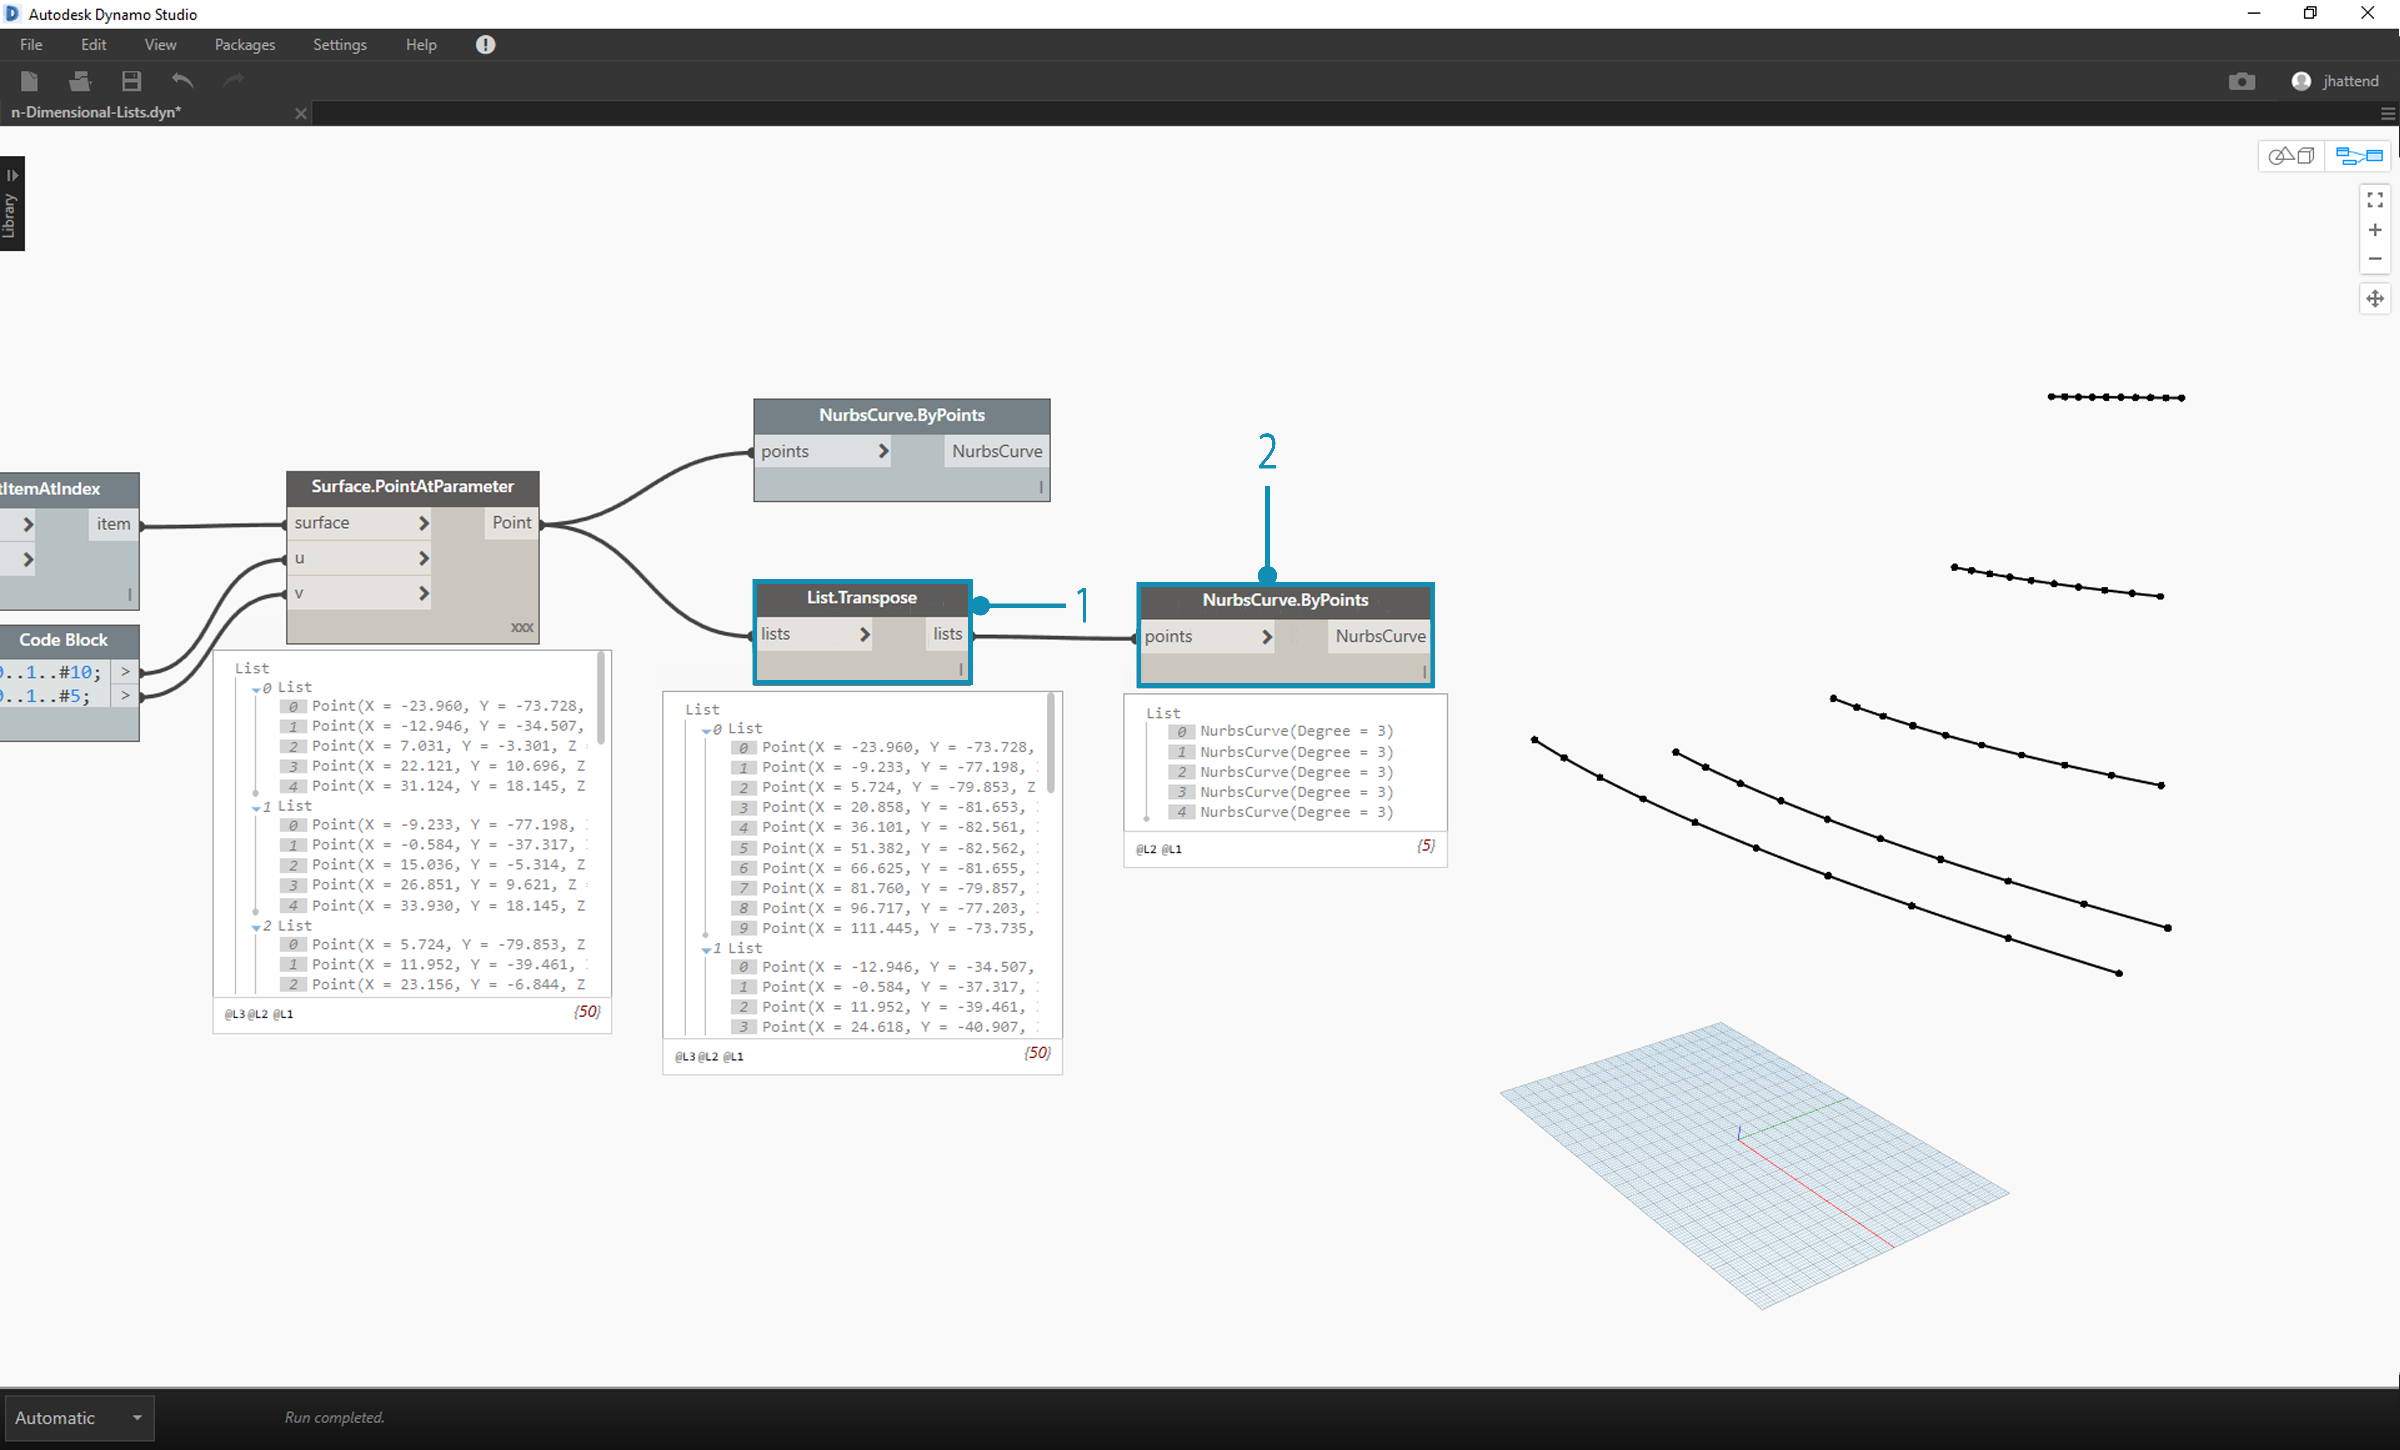 Autodesk Dynamo Studio
File Edit View Packages Settings Help
jhattend
n-Dimensional-Lists.dyn*
Library
NurbsCurve.ByPoints
points NurbsCurve
2
tItemAtIndex
item
Surface.PointAtParameter
surface Point
u
v
xxx
List.Transpose
lists lists
1
NurbsCurve.ByPoints
points NurbsCurve
Code Block
0..1..#10; >
0..1..#5; >
List
0 List
0 Point(X = -23.960, Y = -73.728,
1 Point(X = -12.946, Y = -34.507,
2 Point(X = 7.031, Y = -3.301, Z
3 Point(X = 22.121, Y = 10.696, Z
4 Point(X = 31.124, Y = 18.145, Z
1 List
0 Point(X = -9.233, Y = -77.198,
1 Point(X = -0.584, Y = -37.317,
2 Point(X = 15.036, Y = -5.314, Z
3 Point(X = 26.851, Y = 9.621, Z
4 Point(X = 33.930, Y = 18.145, Z
2 List
0 Point(X = 5.724, Y = -79.853, Z
1 Point(X = 11.952, Y = -39.461,
2 Point(X = 23.156, Y = -6.844, Z
@L3 @L2 @L1 {50}
List
0 List
0 Point(X = -23.960, Y = -73.728,
1 Point(X = -9.233, Y = -77.198,
2 Point(X = 5.724, Y = -79.853, Z
3 Point(X = 20.858, Y = -81.653,
4 Point(X = 36.101, Y = -82.561,
5 Point(X = 51.382, Y = -82.562,
6 Point(X = 66.625, Y = -81.655,
7 Point(X = 81.760, Y = -79.857,
8 Point(X = 96.717, Y = -77.203,
9 Point(X = 111.445, Y = -73.735,
1 List
0 Point(X = -12.946, Y = -34.507,
1 Point(X = -0.584, Y = -37.317,
2 Point(X = 11.952, Y = -39.461,
3 Point(X = 24.618, Y = -40.907,
@L3 @L2 @L1 {50}
List
0 NurbsCurve(Degree = 3)
1 NurbsCurve(Degree = 3)
2 NurbsCurve(Degree = 3)
3 NurbsCurve(Degree = 3)
4 NurbsCurve(Degree = 3)
@L2 @L1 {5}
Automatic
Run completed.